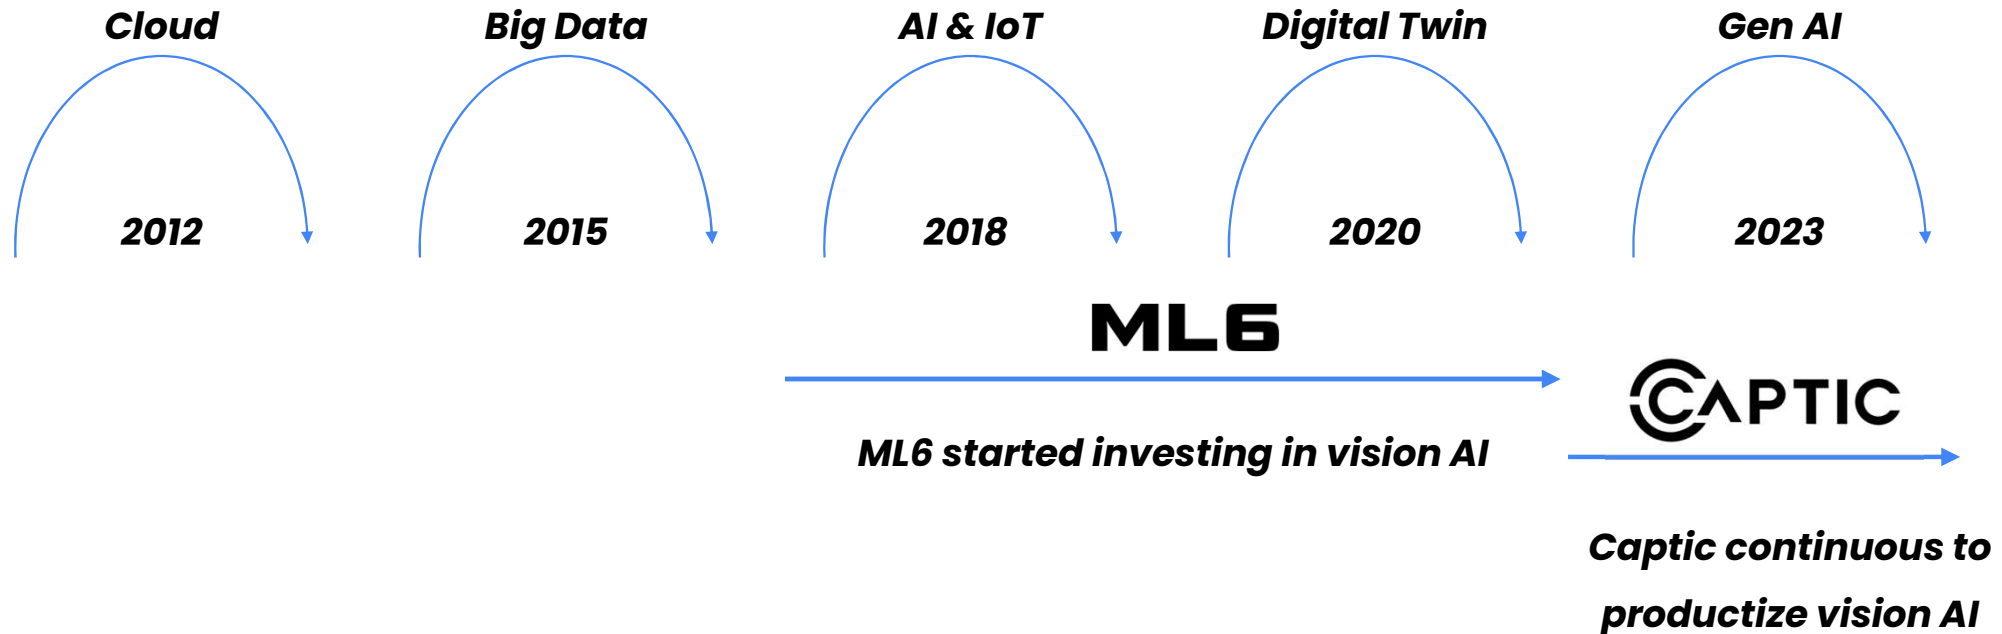 Cloud
Big Data
AI & IoT
Digital Twin
Gen AI
2012
2015
2018
2020
2023
ML6
CAPTIC
ML6 started investing in vision AI
Captic continuous to
productize vision AI